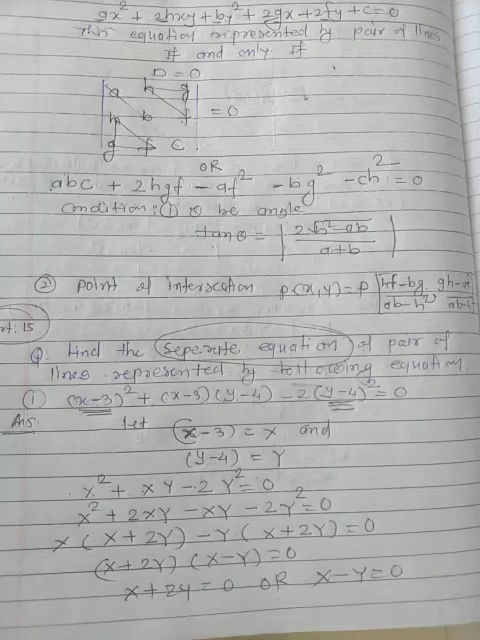 ax² + 2hxy + by² + 2gx + 2fy + c = 0
This equation represented by pair of lines
If and only if
D = 0
a h g
h b f = 0
g f c
OR
abc + 2hgf - af² - bg² - ch² = 0
Conditions ① to be angle
tanθ = | 2√h²-ab / a+b |
② Point of intersection P(x,y) = P [ hf-bg / ab-h² , gh-af / ab-h²
: 15
Q: Find the seperate equation of pair of
lines represented by following equation.
① (x-3)² + (x-3)(y-4) - 2(y-4)² = 0
Ans: let (x-3) = X and
(y-4) = Y
X² + XY - 2Y² = 0
X² + 2XY - XY - 2Y² = 0
X(X+2Y) - Y(X+2Y) = 0
(X+2Y) (X-Y) = 0
X+2Y = 0 OR X-Y = 0